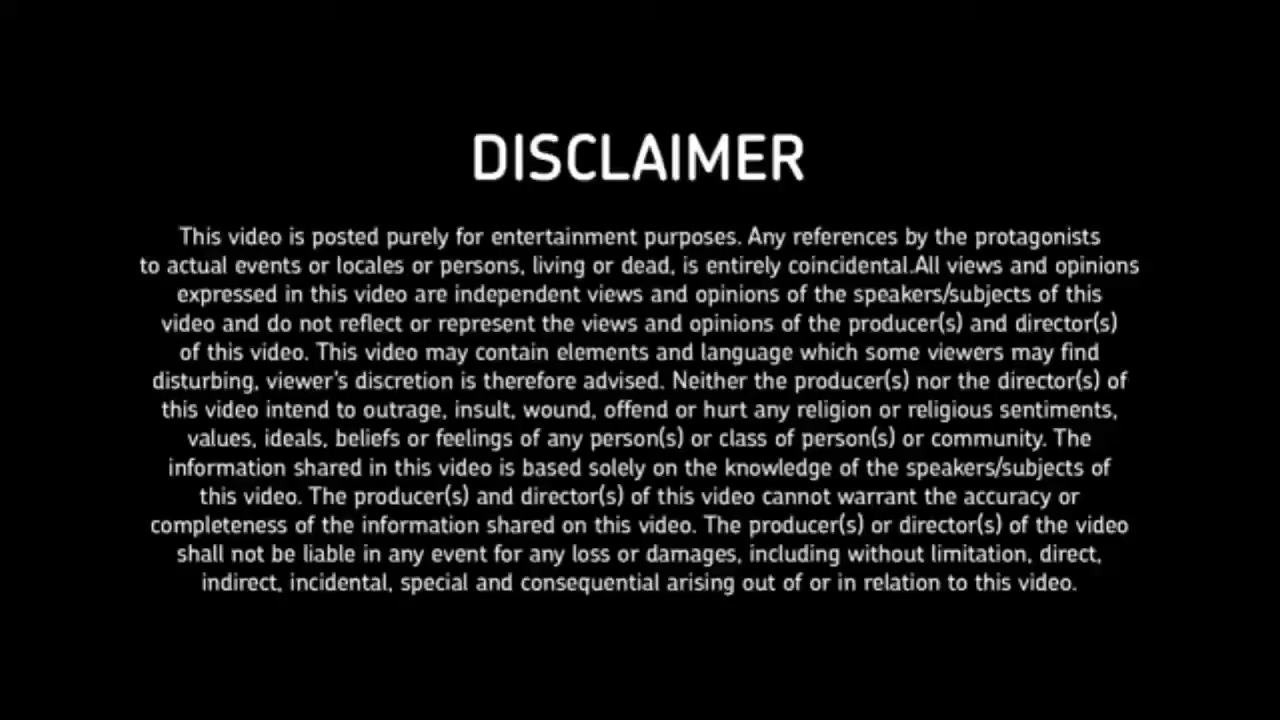 DISCLAIMER
This video is posted purely for entertainment purposes. Any references by the protagonists
to actual events or locales or persons, living or dead, is entirely coincidental.All views and opinions
expressed in this video are independent views and opinions of the speakers/subjects of this
video and do not reflect or represent the views and opinions of the producer(s) and director(s)
of this video. This video may contain elements and language which some viewers may find
disturbing, viewer's discretion is therefore advised. Neither the producer(s) nor the director(s) of
this video intend to outrage, insult, wound, offend or hurt any religion or religious sentiments,
values, ideals, beliefs or feelings of any person(s) or class of person(s) or community. The
information shared in this video is based solely on the knowledge of the speakers/subjects of
this video. The producer(s) and director(s) of this video cannot warrant the accuracy or
completeness of the information shared on this video. The producer(s) or director(s) of the video
shall not be liable in any event for any loss or damages, including without limitation, direct,
indirect, incidental, special and consequential arising out of or in relation to this video.